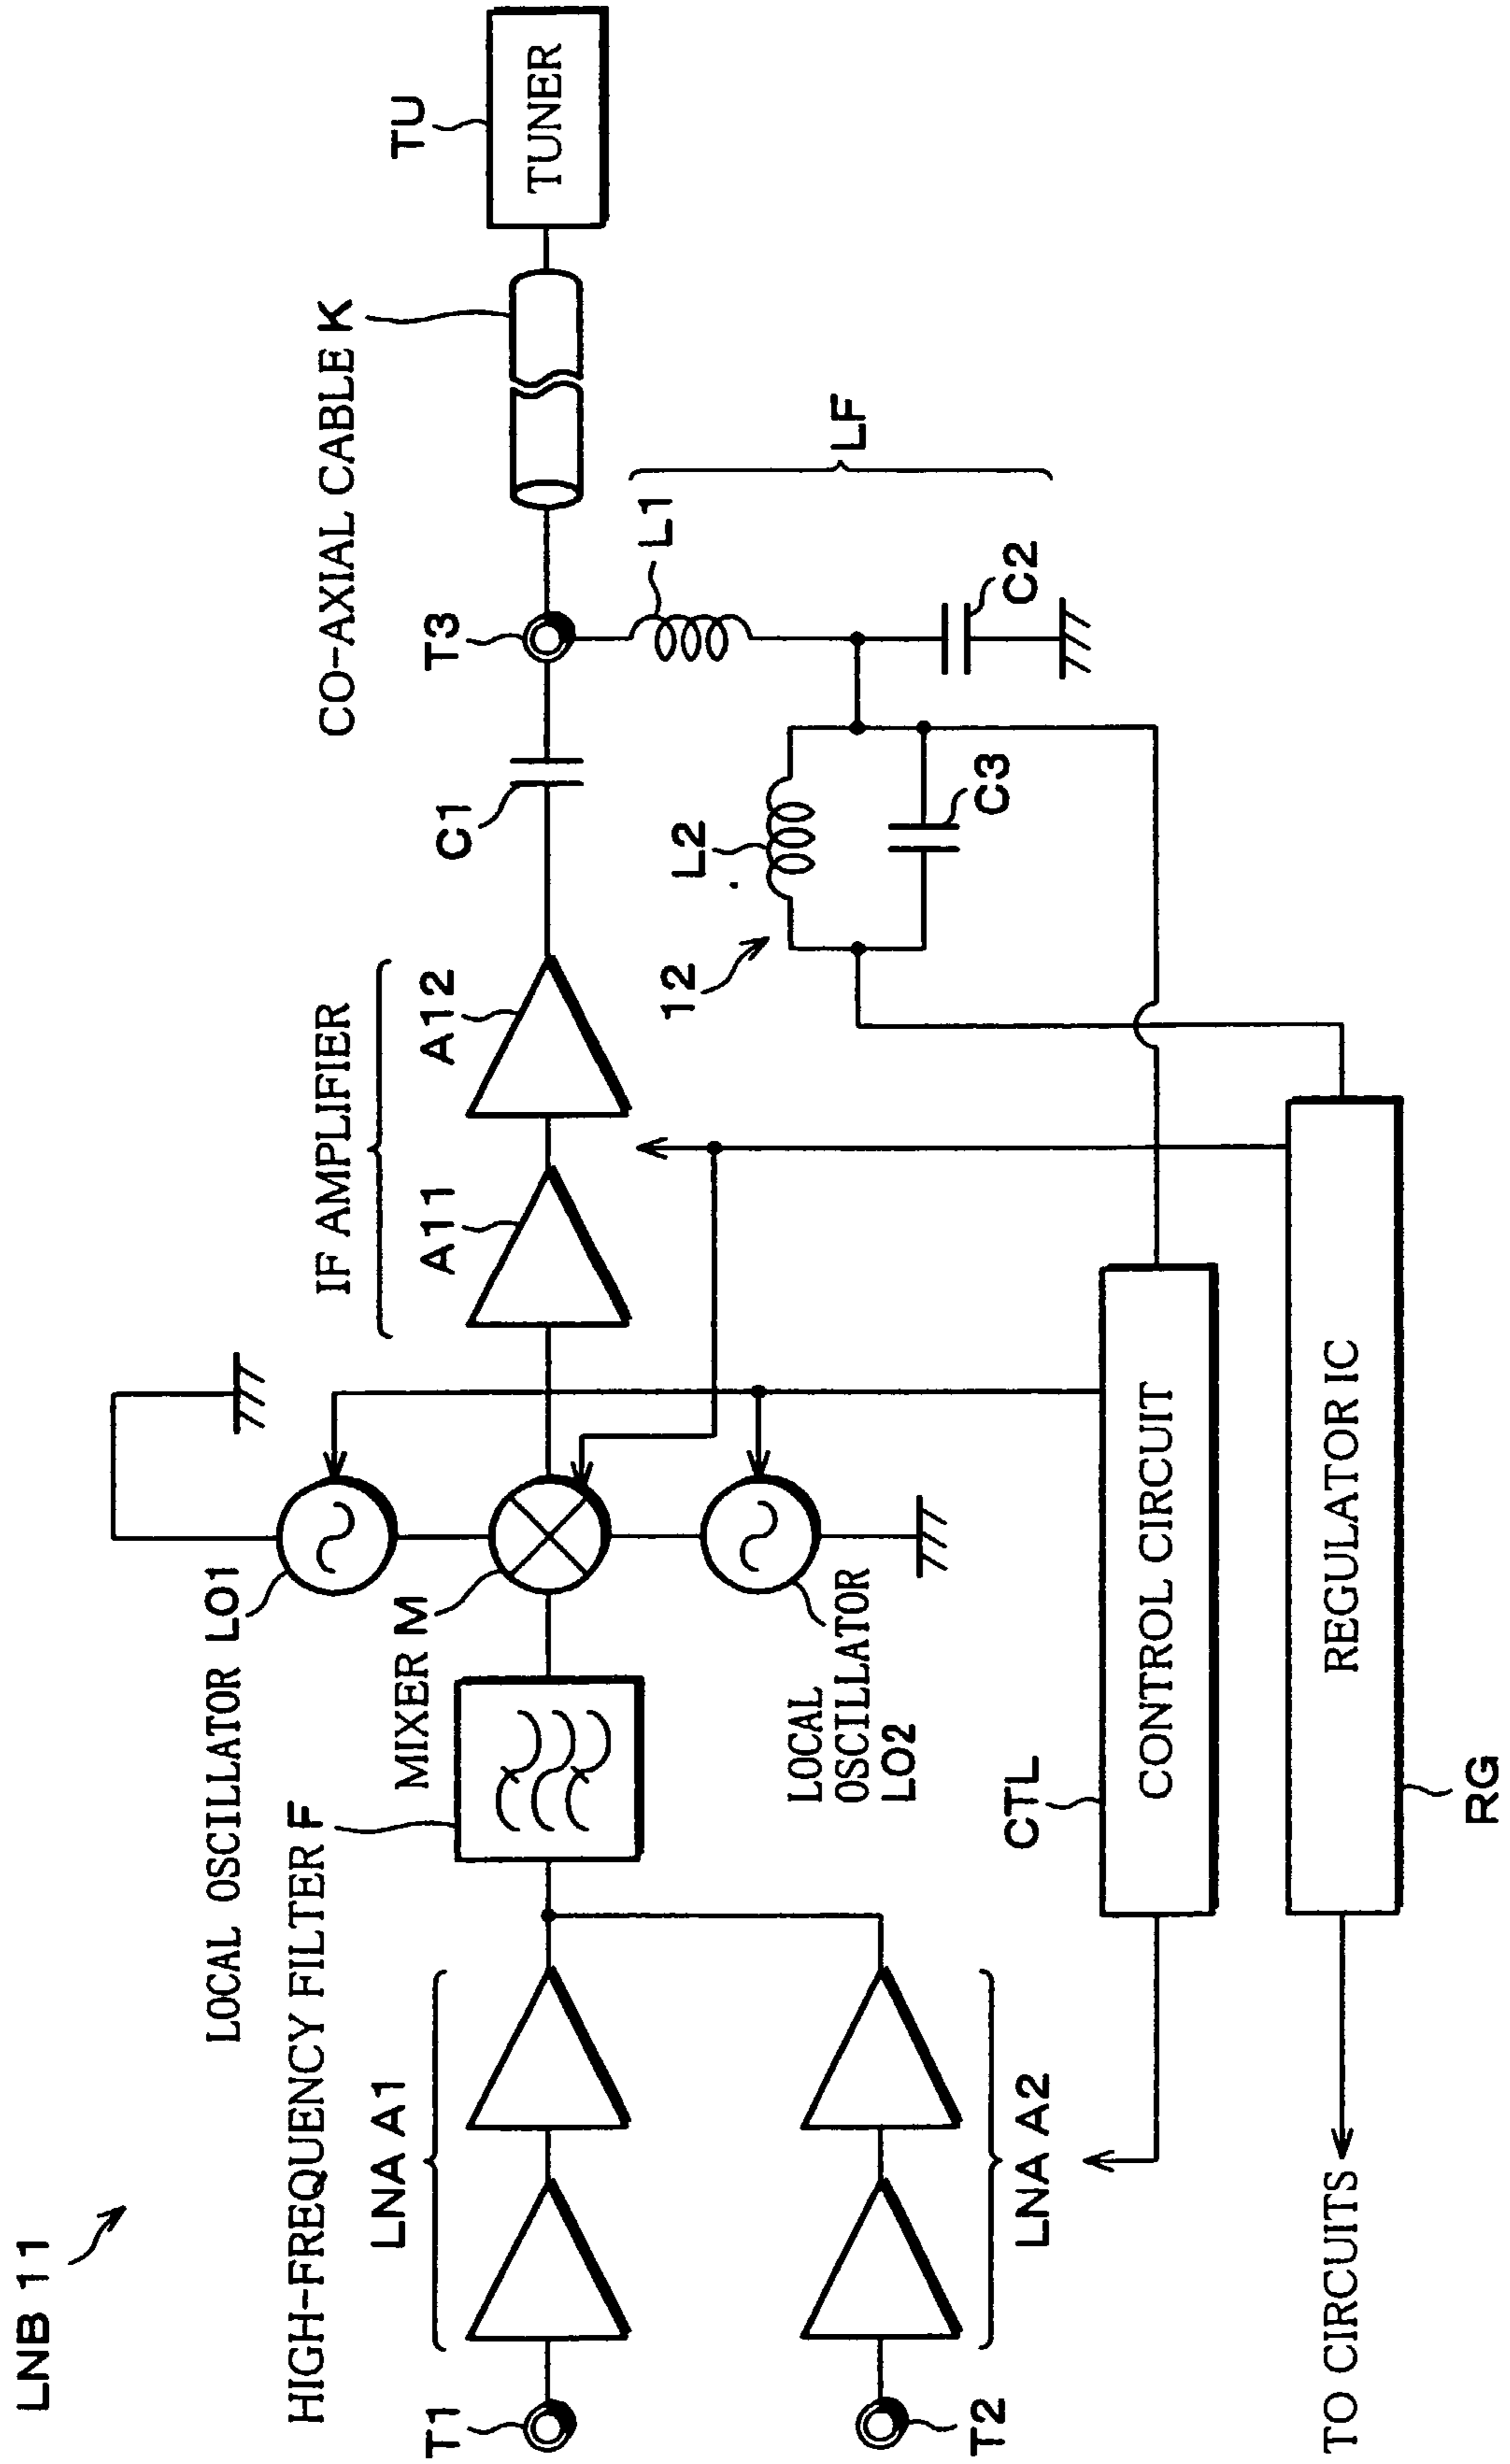 LNB 11
LOCAL OSCILLATOR LO1
HIGH-FREQUENCY FILTER F
IF AMPLIFIER
CO-AXIAL CABLE K
LNA A1
MIXER M
A11
A12
C1
T3
TU
T1
TUNER
L1
12
L2
LOCAL
OSCILLATOR
LO2
LF
T2
LNA A2
CTL
C3
C2
CONTROL CIRCUIT
TO CIRCUITS
REGULATOR IC
RG